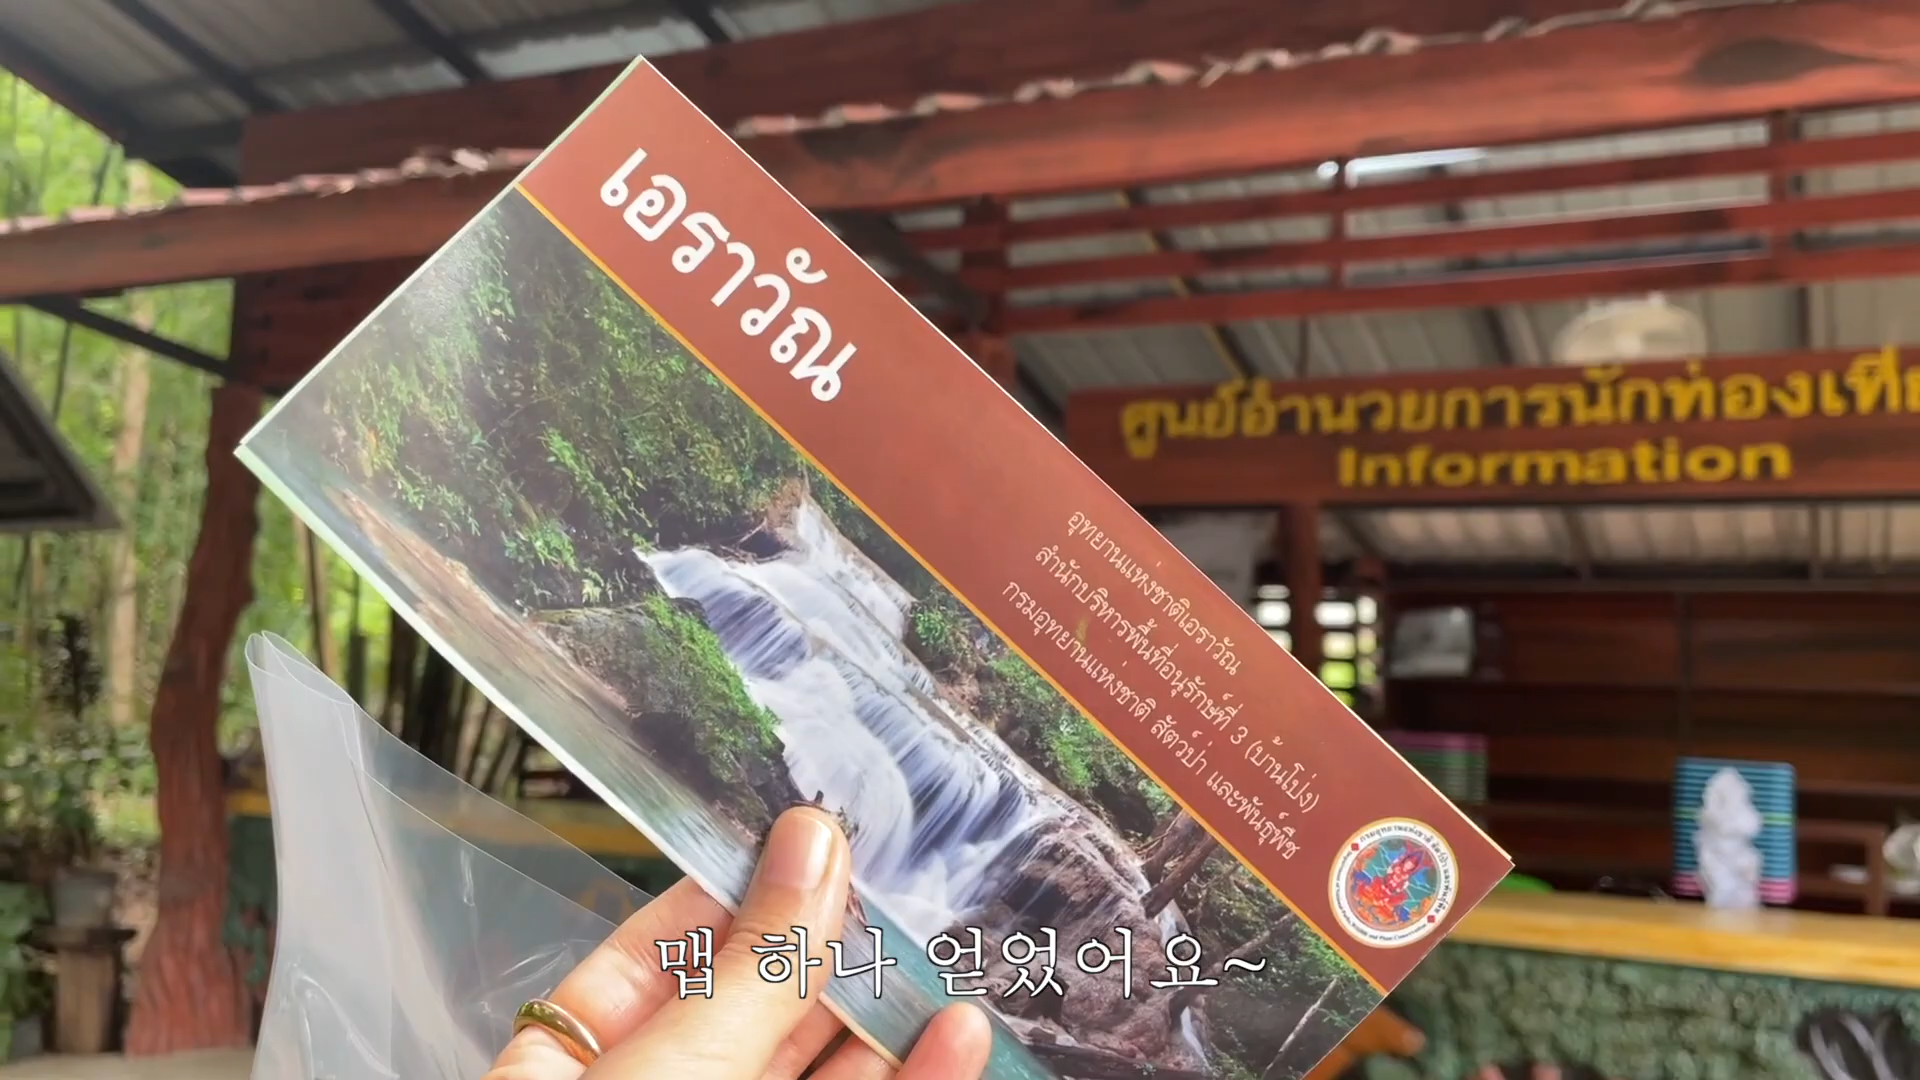 เอราวัณ
อุทยานแห่งชาติเอราวัณ
สำนักบริหารพื้นที่อนุรักษ์ที่ 3 (บ้านโป่ง)
กรมอุทยานแห่งชาติ สัตว์ป่า และพันธุ์พืช
ศูนย์อำนวยการนักท่องเที่
Information
맵 하나 얻었어요~